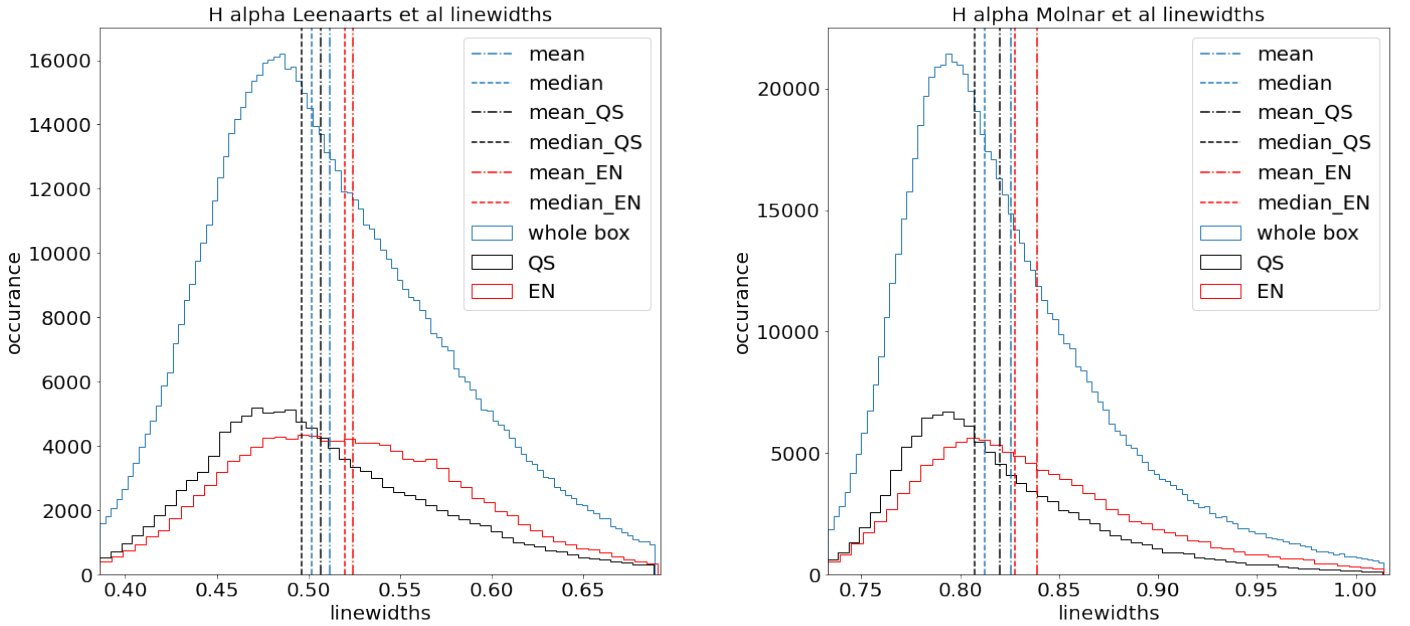 H alpha Leenaarts et al linewidths
16000
14000
12000
10000
8000
6000
4000
2000
0
occurance
0.40
0.45
0.50
0.55
0.60
0.65
linewidths
mean
median
mean_QS
median_QS
mean_EN
median_EN
whole box
QS
EN
H alpha Molnar et al linewidths
20000
15000
10000
5000
0
occurance
0.75
0.80
0.85
0.90
0.95
1.00
linewidths
mean
median
mean_QS
median_QS
mean_EN
median_EN
whole box
QS
EN